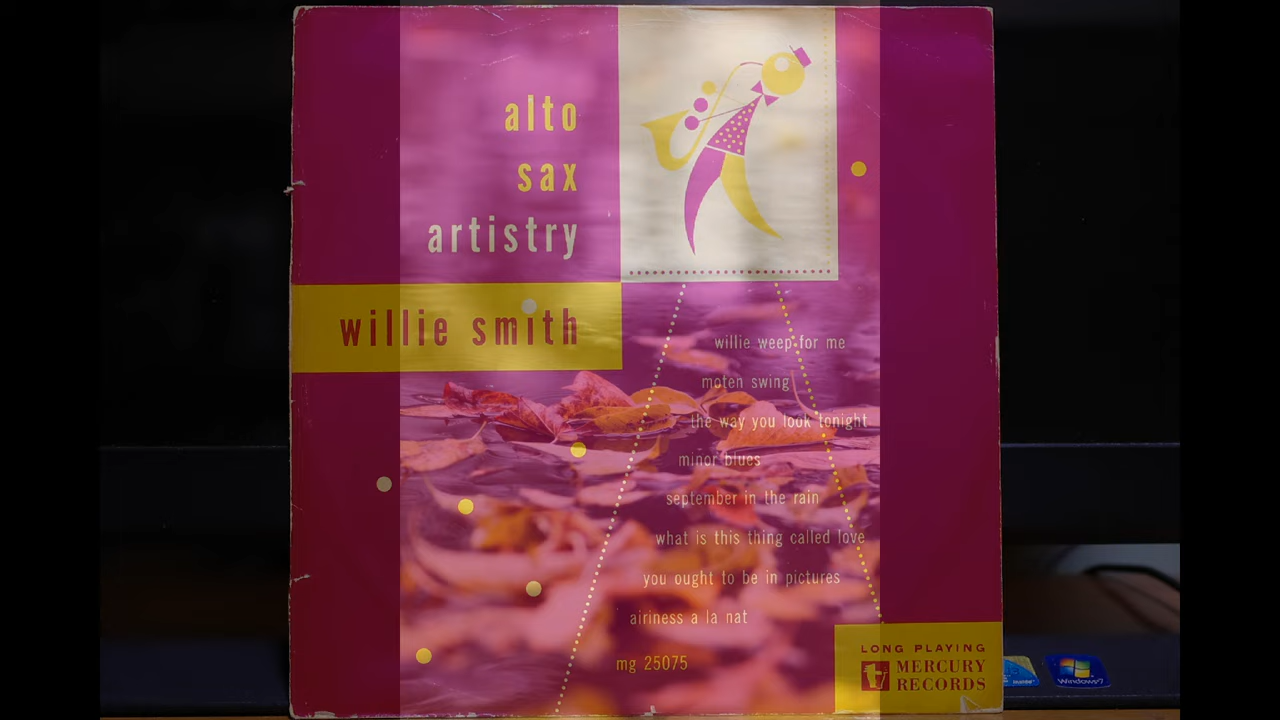 alto
sax
artistry
willie smith
willie weep for me
moten swing
the way you look tonight
minor blues
september in the rain
what is this thing called love
you ought to be in pictures
airiness a la nat
mg 25075
LONG PLAYING
MERCURY
RECORDS
Windows 7